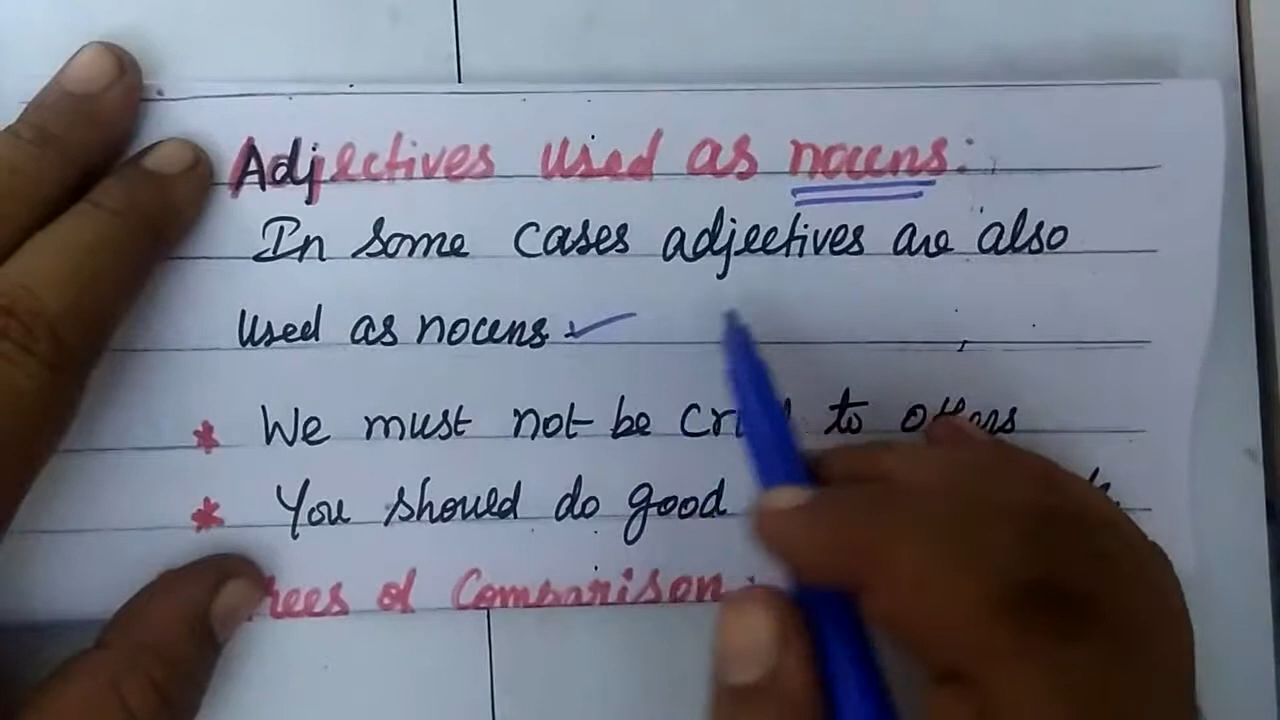 Adjectives used as nouns:
In some cases adjectives are also
used as nouns
* We must not be to others
* You should do good
of Comparison: